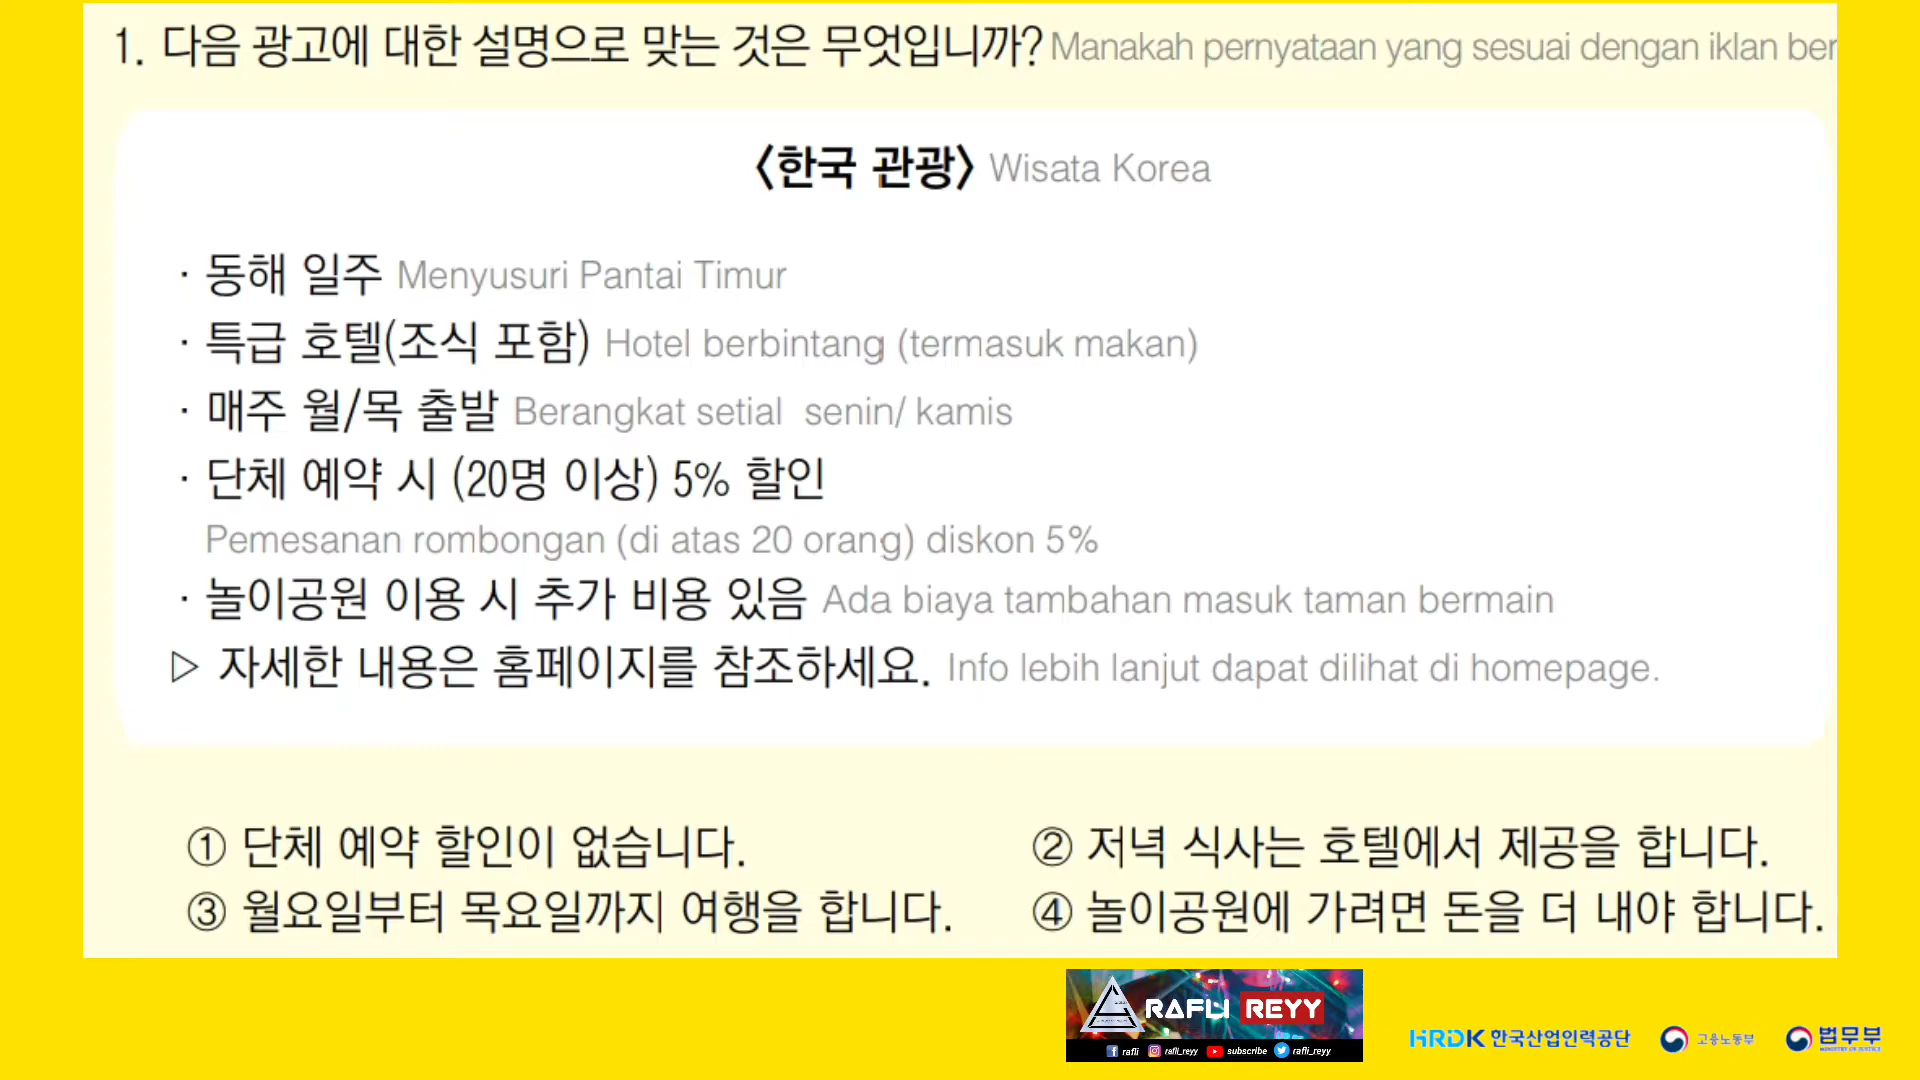 1. 다음 광고에 대한 설명으로 맞는 것은 무엇입니까? Manakah pernyataan yang sesuai dengan iklan ber
〈한국 관광〉 Wisata Korea
· 동해 일주 Menyusuri Pantai Timur
· 특급 호텔(조식 포함) Hotel berbintang (termasuk makan)
· 매주 월/목 출발 Berangkat setial senin/ kamis
· 단체 예약 시 (20명 이상) 5% 할인
Pemesanan rombongan (di atas 20 orang) diskon 5%
· 놀이공원 이용 시 추가 비용 있음 Ada biaya tambahan masuk taman bermain
▷ 자세한 내용은 홈페이지를 참조하세요. Info lebih lanjut dapat dilihat di homepage.
① 단체 예약 할인이 없습니다. ② 저녁 식사는 호텔에서 제공을 합니다.
③ 월요일부터 목요일까지 여행을 합니다. ④ 놀이공원에 가려면 돈을 더 내야 합니다.
RAFLI REYY
rafli rafli_reyy subscribe rafli_reyy
HRDK 한국산업인력공단 고용노동부 법무부
MINISTRY OF JUSTICE